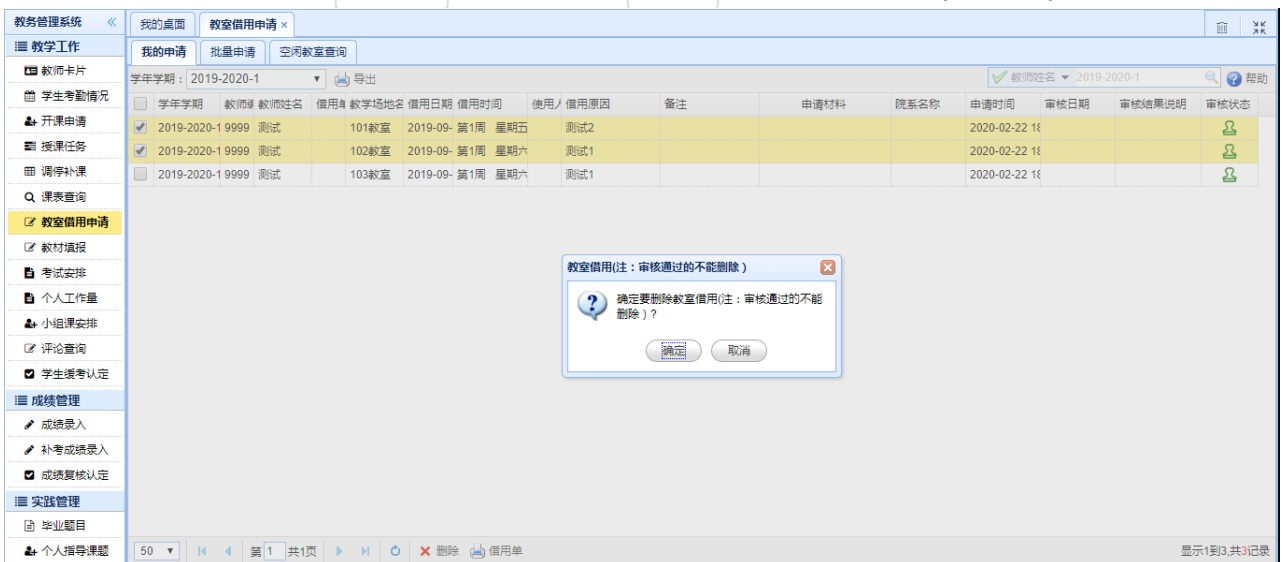 教务管理系统 《
我的桌面 教室借用申请 ×
教学工作
我的申请 批量申请 空闲教室查询
教师卡片
学年学期： 2019-2020-1 导出
教师姓名 2019-2020-1 帮助
学生考勤情况
学年学期 教师姓名 借用 教学场地名 借用日期 借用时间 使用人 借用原因 备注 申请材料 院系名称 申请时间 审核日期 审核结果说明 审核状态
开课申请
2019-2020-1 9999 测试 101教室 2019-09- 第1周 星期五 测试2 2020-02-22 18
授课任务
2019-2020-1 9999 测试 102教室 2019-09- 第1周 星期六 测试1 2020-02-22 18
调停补课
2019-2020-1 9999 测试 103教室 2019-09- 第1周 星期六 测试1 2020-02-22 18
课表查询
教室借用申请
教材填报
考试安排
个人工作量
小组课安排
评论查询
学生缓考认定
成绩管理
成绩录入
补考成绩录入
成绩复核认定
实践管理
毕业题目
个人指导课题
教室借用(注：审核通过的不能删除）
确定要删除教室借用(注：审核通过的不能
删除）?
确定 取消
50 第 1 共1页 删除 借用单 显示1到3,共3记录